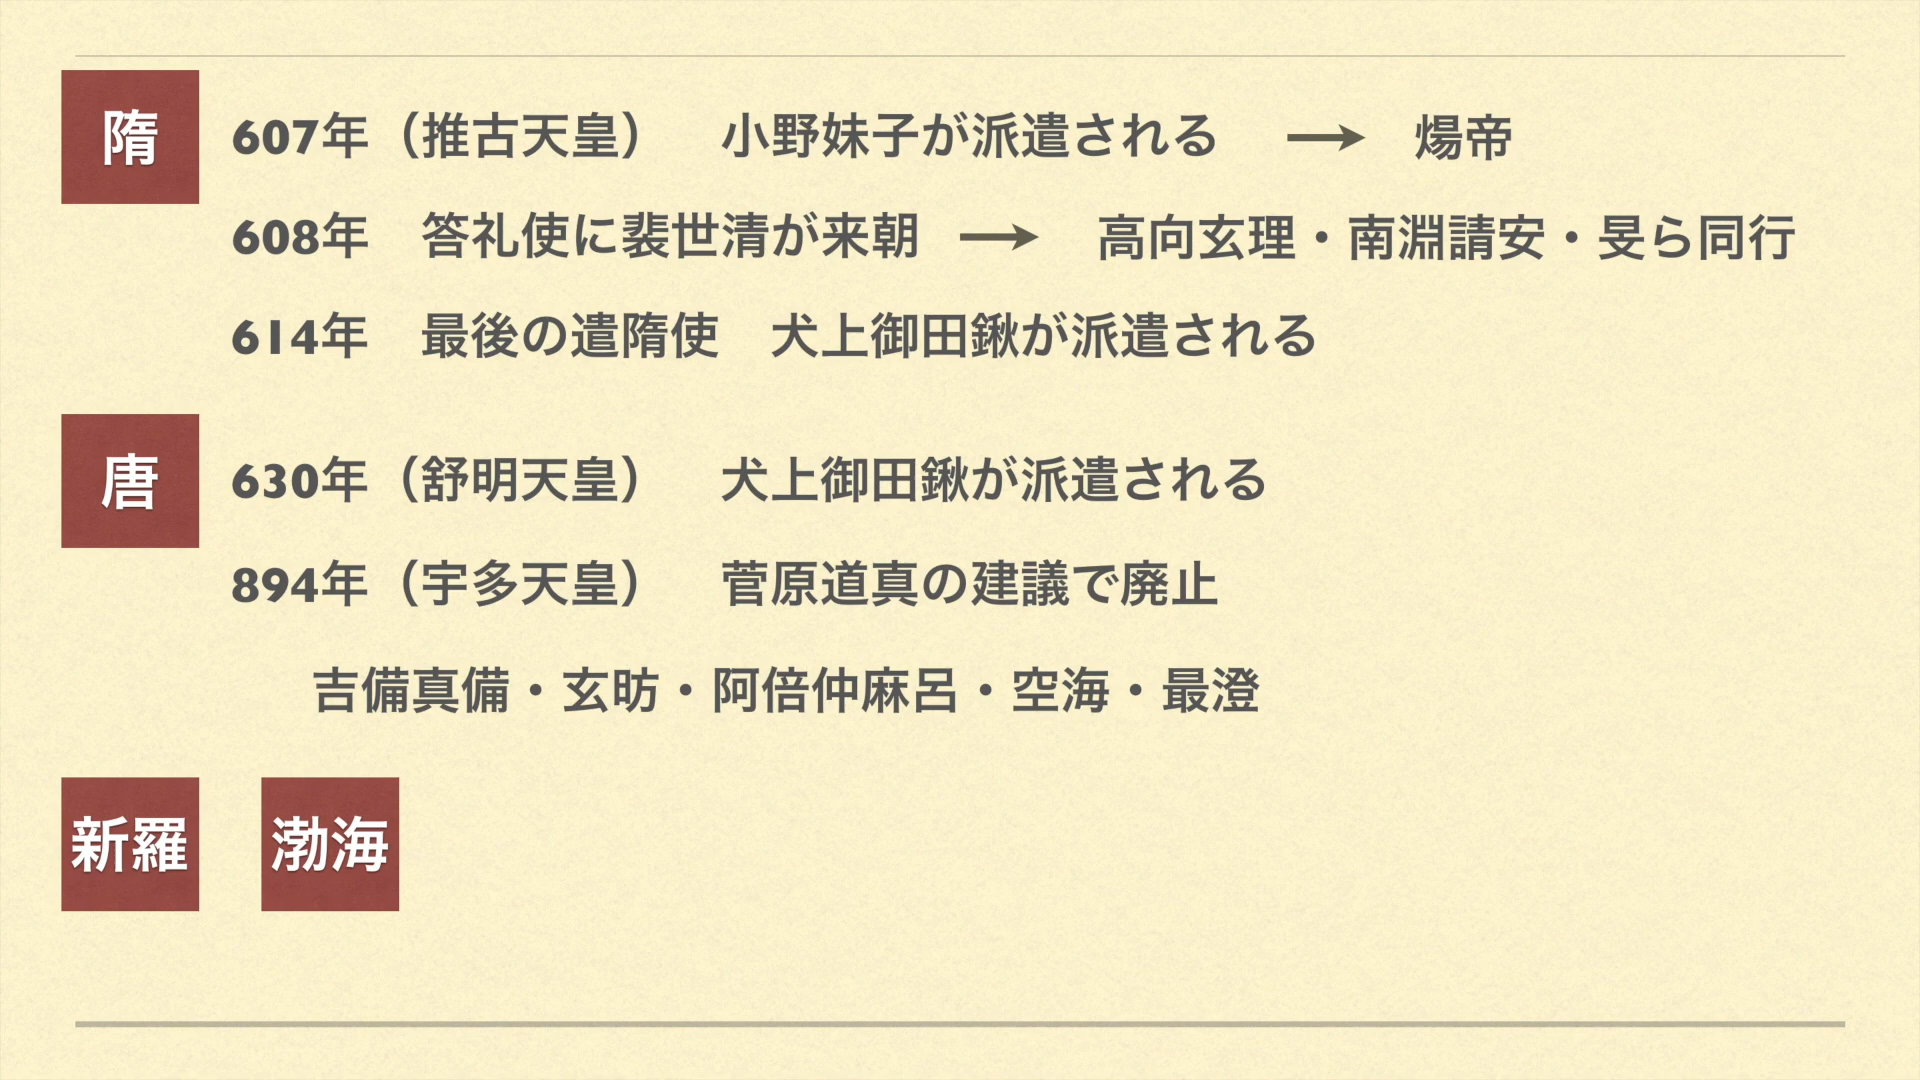 隋
607年（推古天皇）　小野妹子が派遣される　→　煬帝
608年　答礼使に裴世清が来朝　→　高向玄理・南淵請安・旻ら同行
614年　最後の遣隋使　犬上御田鍬が派遣される
唐
630年（舒明天皇）　犬上御田鍬が派遣される
894年（宇多天皇）　菅原道真の建議で廃止
吉備真備・玄昉・阿倍仲麻呂・空海・最澄
新羅　渤海